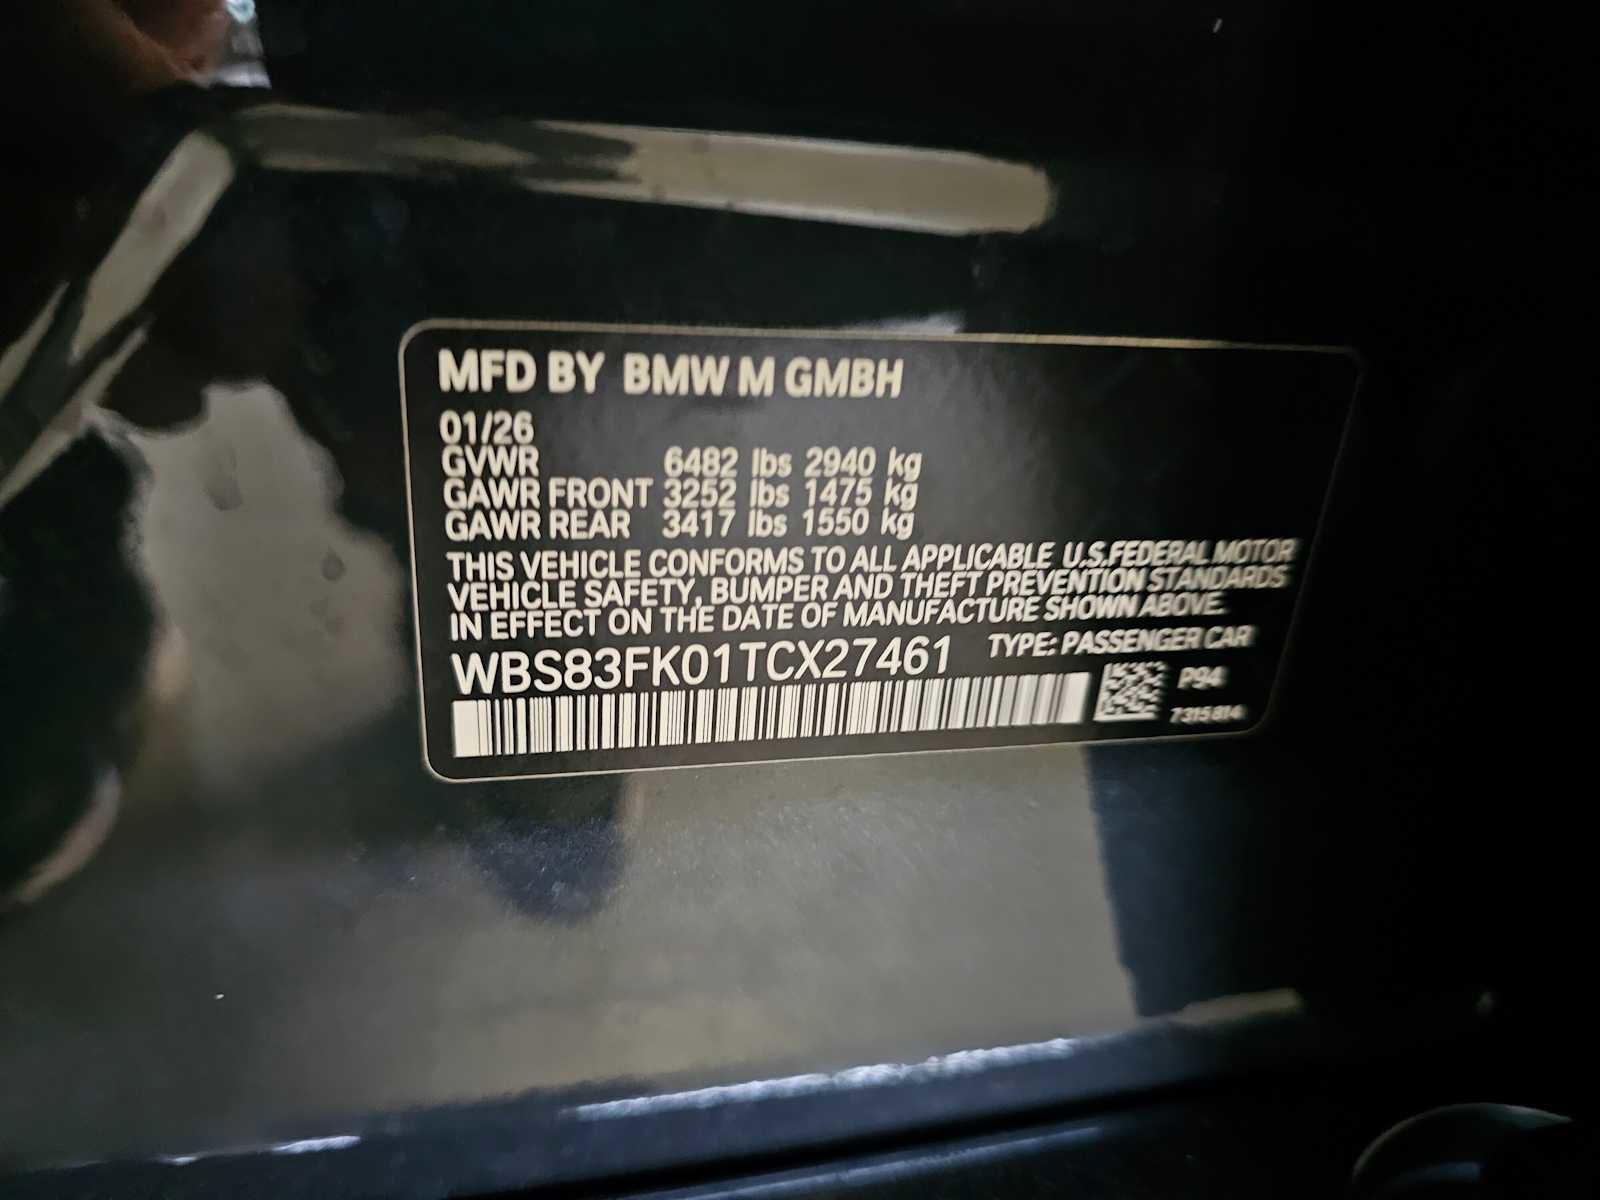 MFD BY BMW M GMBH
01/26
GVWR 6482 lbs 2940 kg
GAWR FRONT 3252 lbs 1475 kg
GAWR REAR 3417 lbs 1550 kg
THIS VEHICLE CONFORMS TO ALL APPLICABLE U.S.FEDERAL MOTOR
VEHICLE SAFETY, BUMPER AND THEFT PREVENTION STANDARDS
IN EFFECT ON THE DATE OF MANUFACTURE SHOWN ABOVE.
WBS83FK01TCX27461 TYPE: PASSENGER CAR
P94
7315814